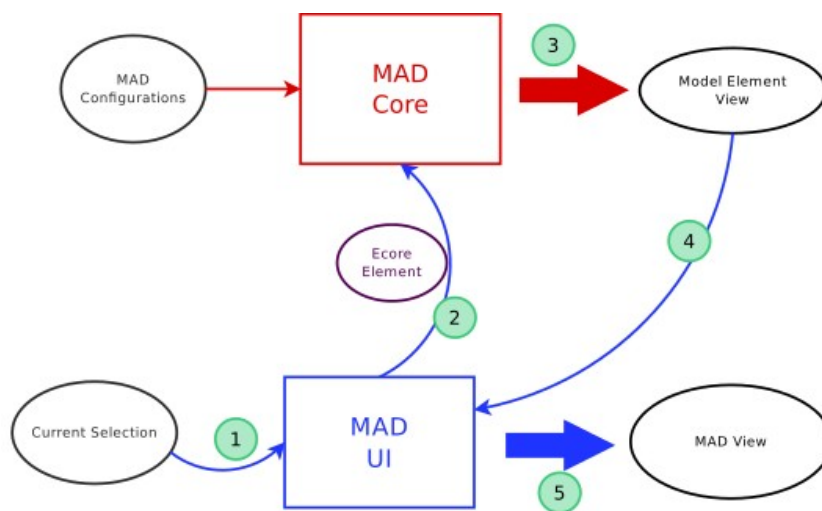 3
MAD
Configurations
MAD
Core
Model Element
View
4
Ecore
Element
2
Current Selection
1
MAD
UI
MAD View
5